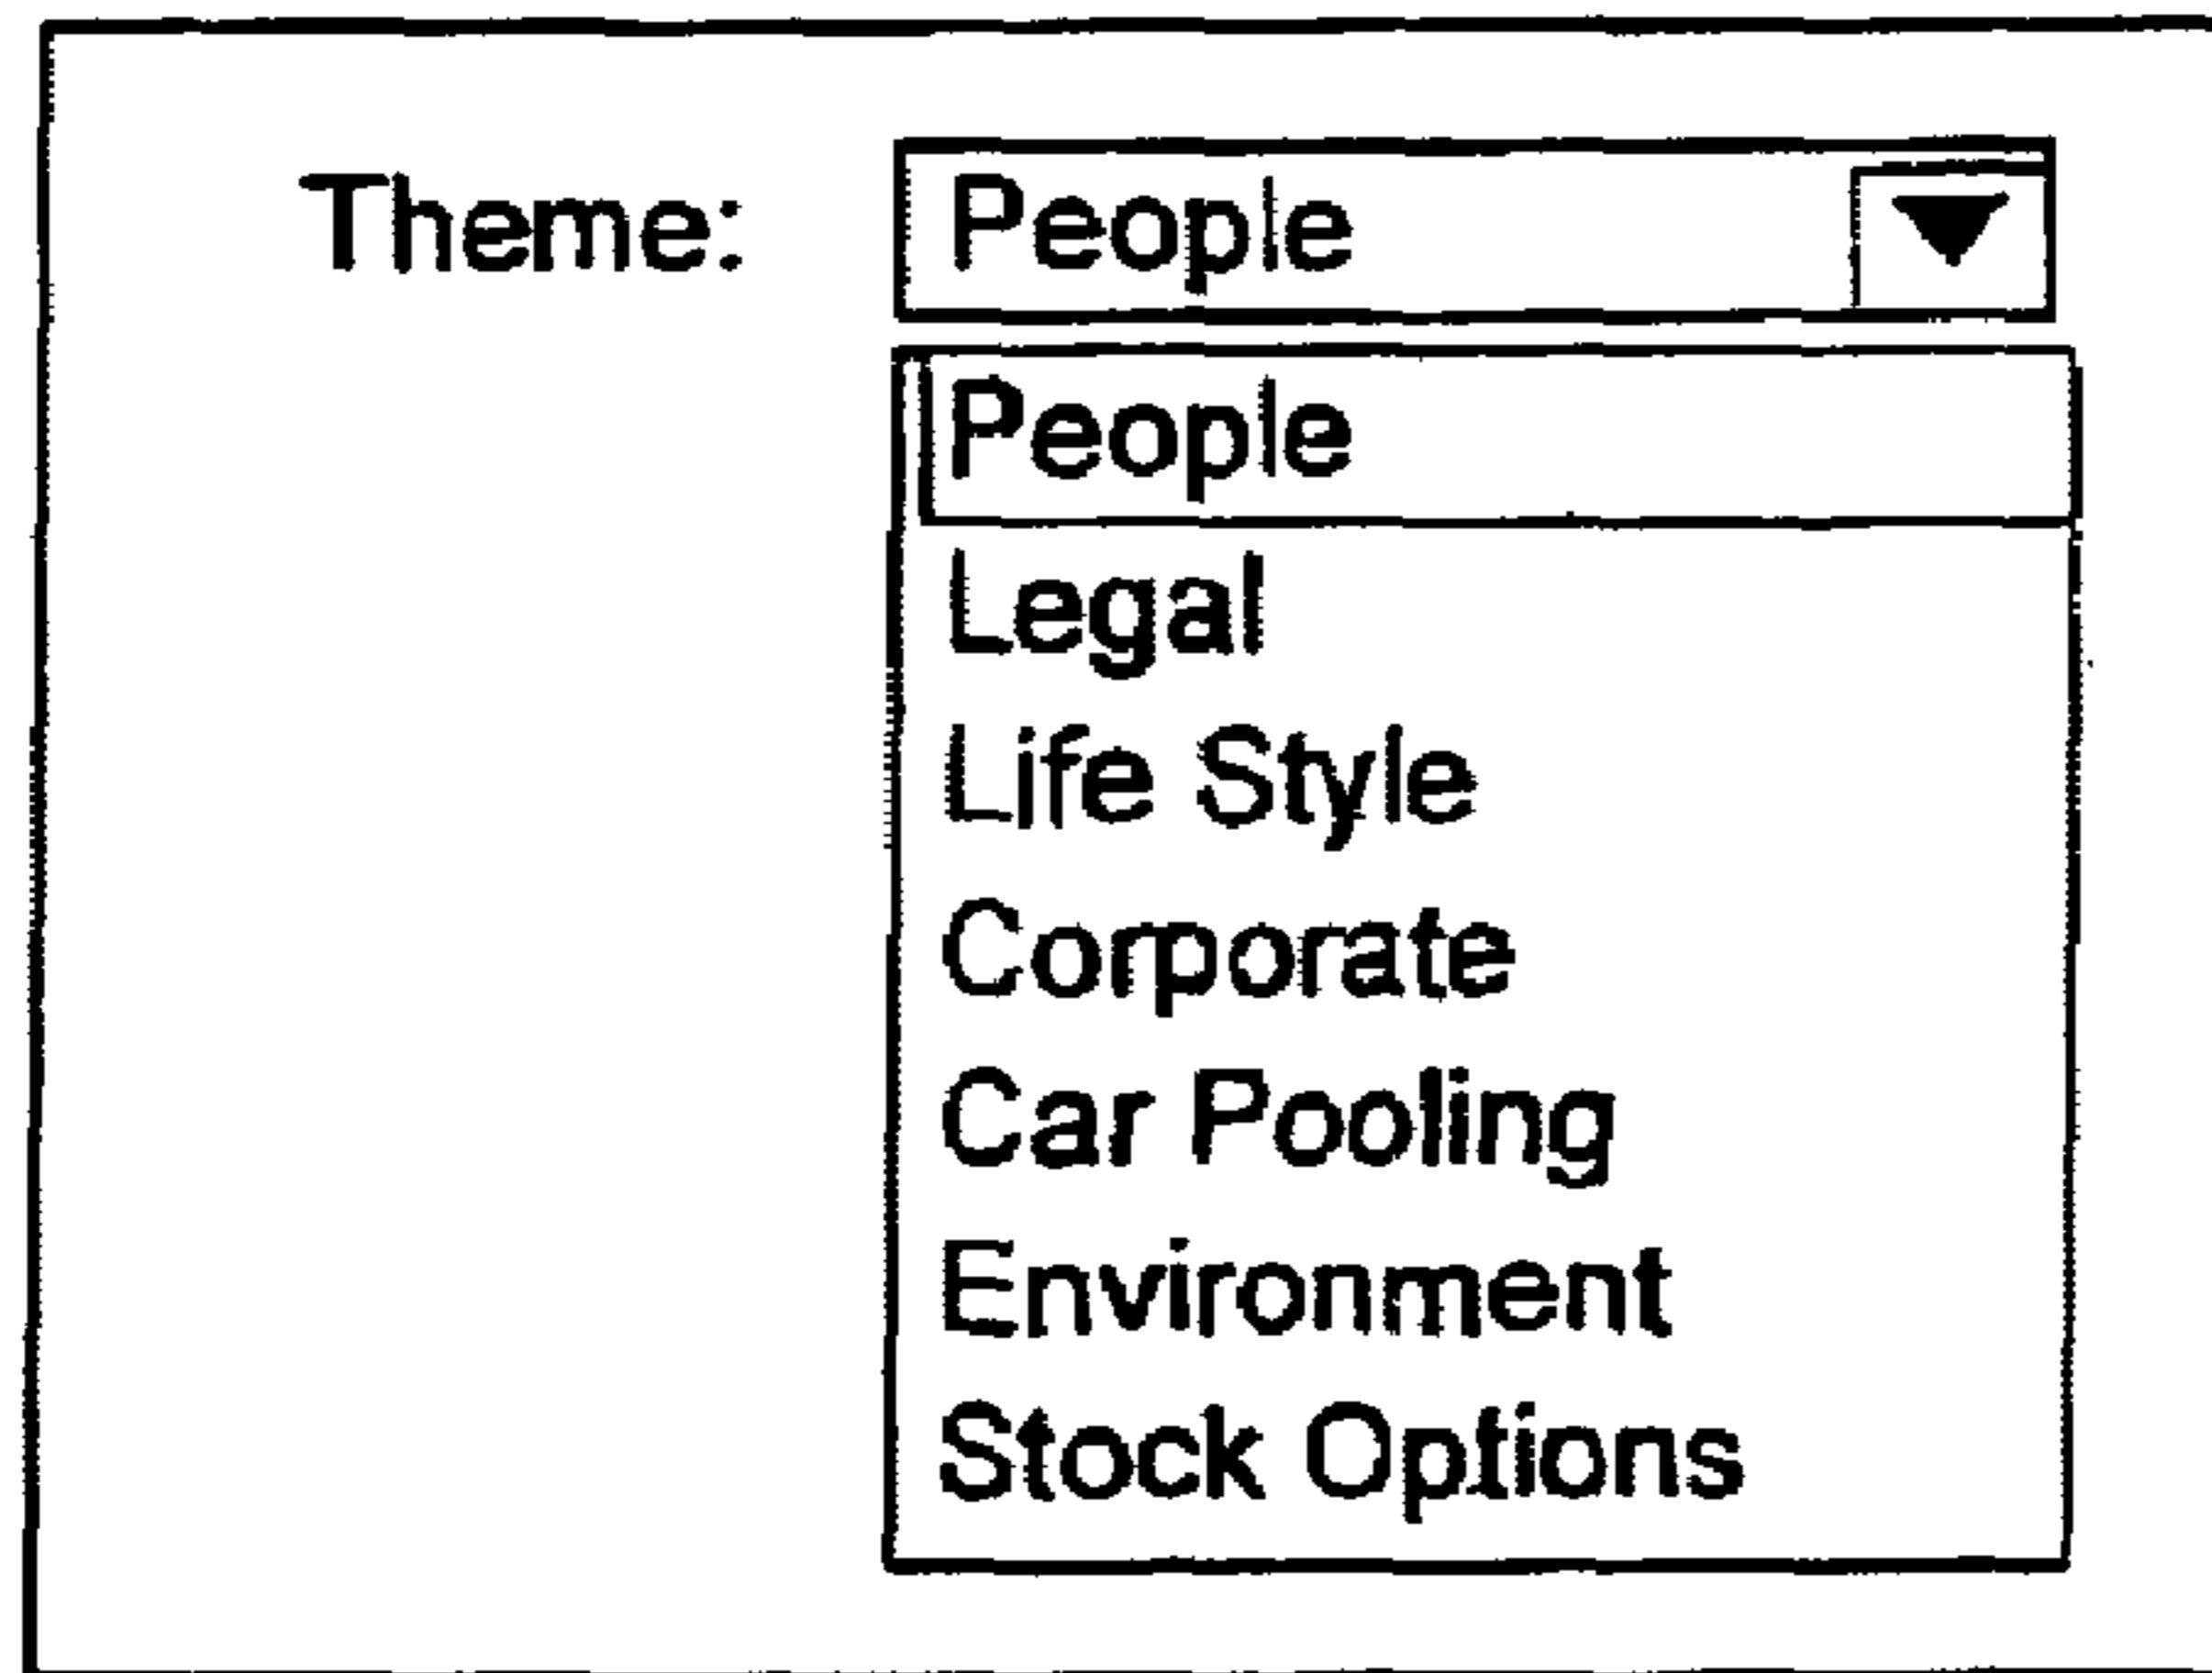 Theme: People
People
Legal
Life Style
Corporate
Car Pooling
Environment
Stock Options